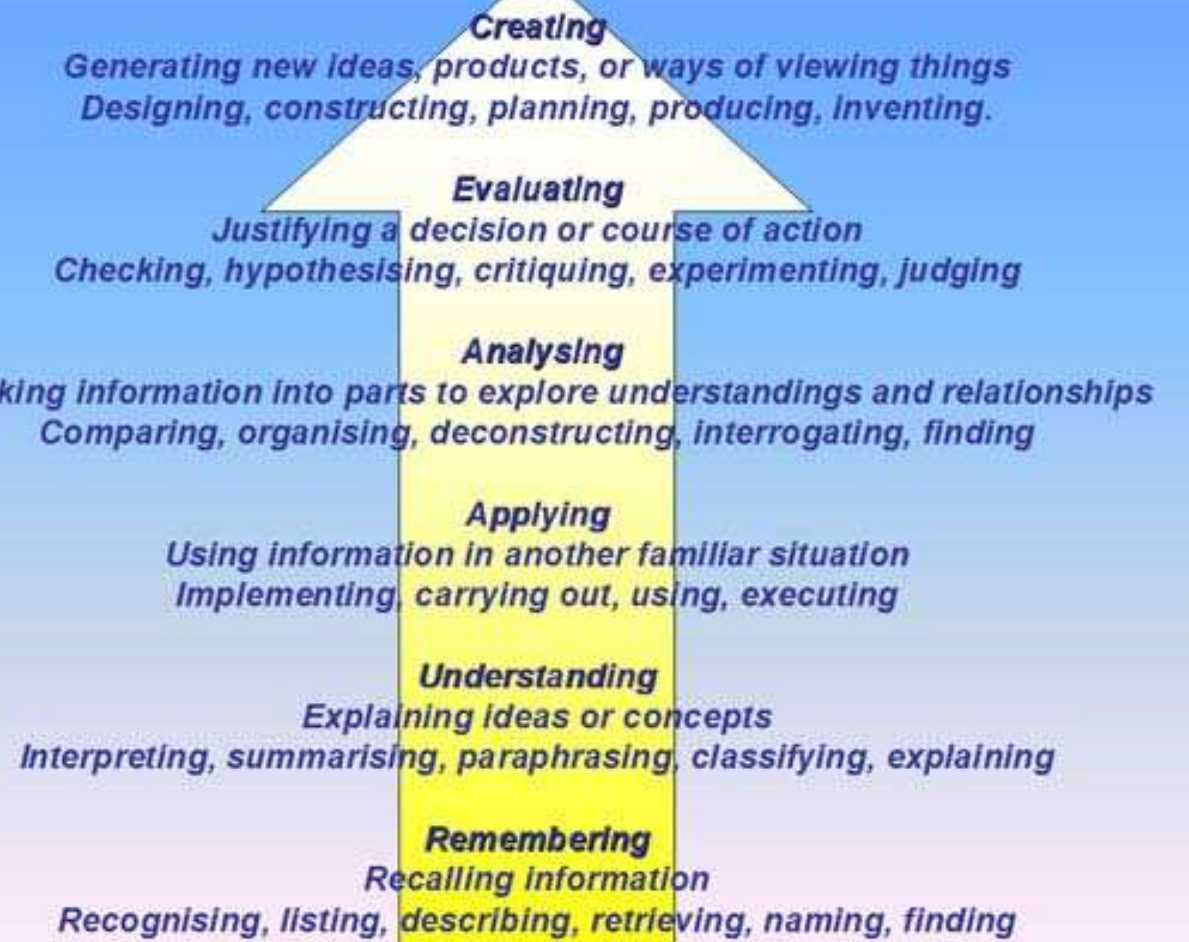 Creating
Generating new ideas, products, or ways of viewing things
Designing, constructing, planning, producing, inventing.
Evaluating
Justifying a decision or course of action
Checking, hypothesising, critiquing, experimenting, judging
Analysing
king information into parts to explore understandings and relationships
Comparing, organising, deconstructing, interrogating, finding
Applying
Using information in another familiar situation
Implementing, carrying out, using, executing
Understanding
Explaining ideas or concepts
Interpreting, summarising, paraphrasing, classifying, explaining
Remembering
Recalling information
Recognising, listing, describing, retrieving, naming, finding